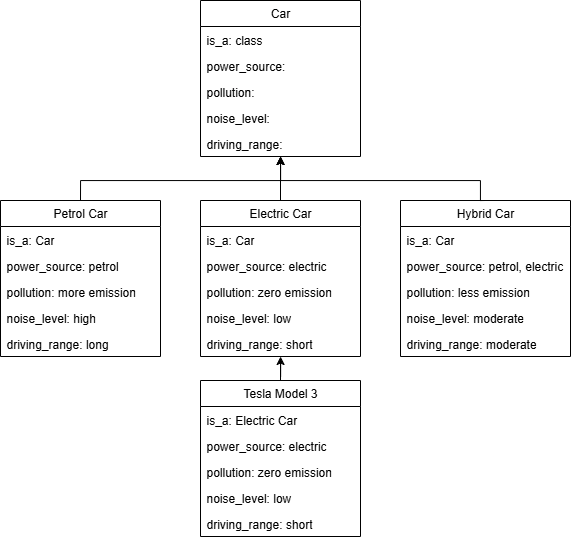 Car
is_a: class
power_source:
pollution:
noise_level:
driving_range:
Petrol Car
is_a: Car
power_source: petrol
pollution: more emission
noise_level: high
driving_range: long
Electric Car
is_a: Car
power_source: electric
pollution: zero emission
noise_level: low
driving_range: short
Hybrid Car
is_a: Car
power_source: petrol, electric
pollution: less emission
noise_level: moderate
driving_range: moderate
Tesla Model 3
is_a: Electric Car
power_source: electric
pollution: zero emission
noise_level: low
driving_range: short